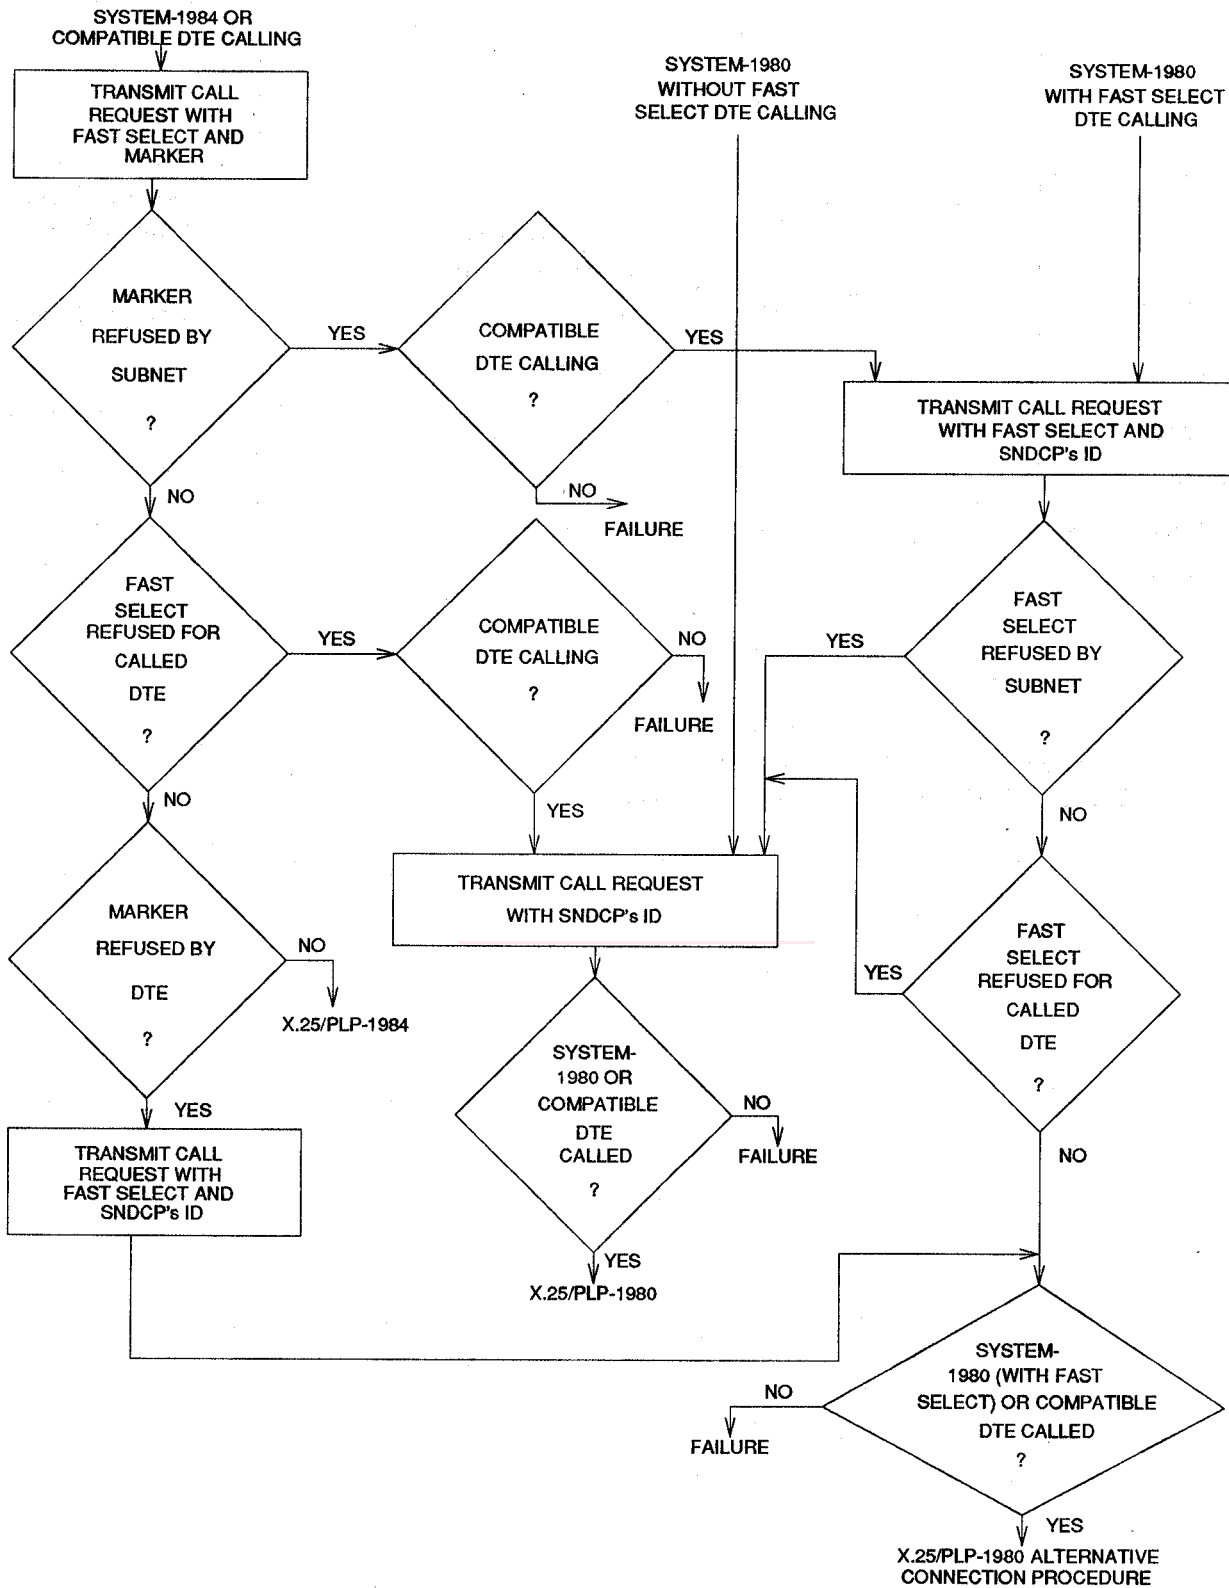 SYSTEM-1984 OR
COMPATIBLE DTE CALLING
TRANSMIT CALL
REQUEST WITH
FAST SELECT AND
MARKER
SYSTEM-1980
WITHOUT FAST
SELECT DTE CALLING
SYSTEM-1980
WITH FAST SELECT
DTE CALLING
MARKER
REFUSED BY
SUBNET
?
YES
NO
COMPATIBLE
DTE CALLING
?
YES
NO
FAILURE
TRANSMIT CALL REQUEST
WITH FAST SELECT AND
SNDCP's ID
FAST
SELECT
REFUSED FOR
CALLED
DTE
?
YES
NO
COMPATIBLE
DTE CALLING
?
NO
FAILURE
YES
FAST
SELECT
REFUSED BY
SUBNET
?
YES
NO
MARKER
REFUSED BY
DTE
?
NO
X.25/PLP-1984
YES
TRANSMIT CALL REQUEST
WITH SNDCP's ID
FAST
SELECT
REFUSED FOR
CALLED
DTE
?
YES
NO
TRANSMIT CALL
REQUEST WITH
FAST SELECT AND
SNDCP's ID
SYSTEM-
1980 OR
COMPATIBLE
DTE
CALLED
?
NO
FAILURE
YES
X.25/PLP-1980
SYSTEM-
1980 (WITH FAST
SELECT) OR COMPATIBLE
DTE CALLED
?
NO
FAILURE
YES
X.25/PLP-1980 ALTERNATIVE
CONNECTION PROCEDURE